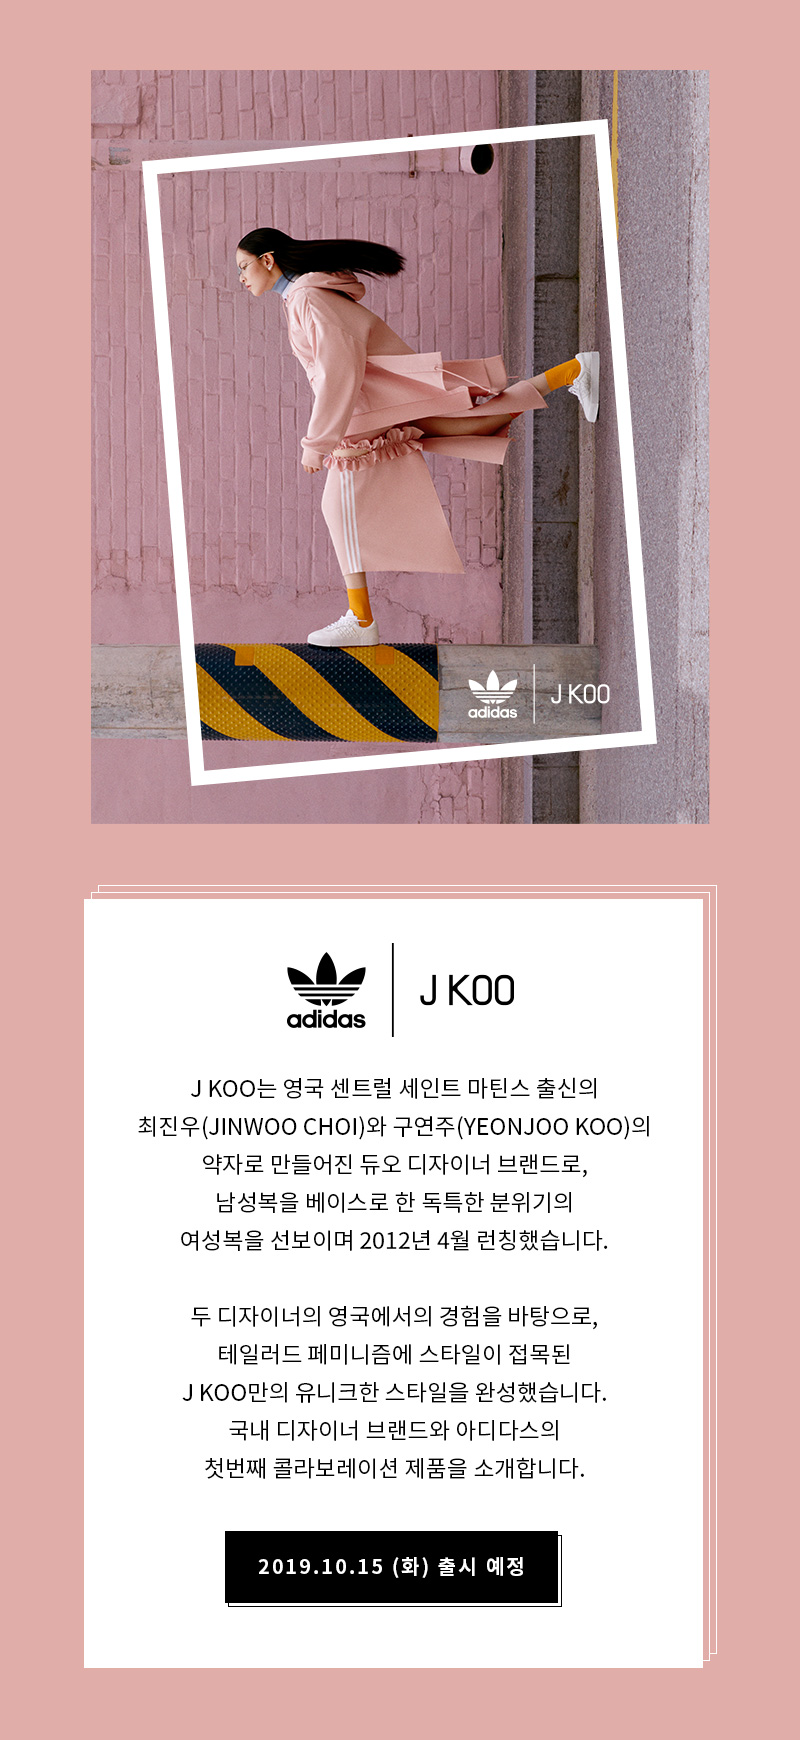 adidas
J KOO
adidas
J KOO
J KOO는 영국 센트럴 세인트 마틴스 출신의
최진우(JINWOO CHOI)와 구연주(YEONJOO KOO)의
약자로 만들어진 듀오 디자이너 브랜드로,
남성복을 베이스로 한 독특한 분위기의
여성복을 선보이며 2012년 4월 런칭했습니다.
두 디자이너의 영국에서의 경험을 바탕으로,
테일러드 페미니즘에 스타일이 접목된
J KOO만의 유니크한 스타일을 완성했습니다.
국내 디자이너 브랜드와 아디다스의
첫번째 콜라보레이션 제품을 소개합니다.
2019.10.15 (화) 출시 예정